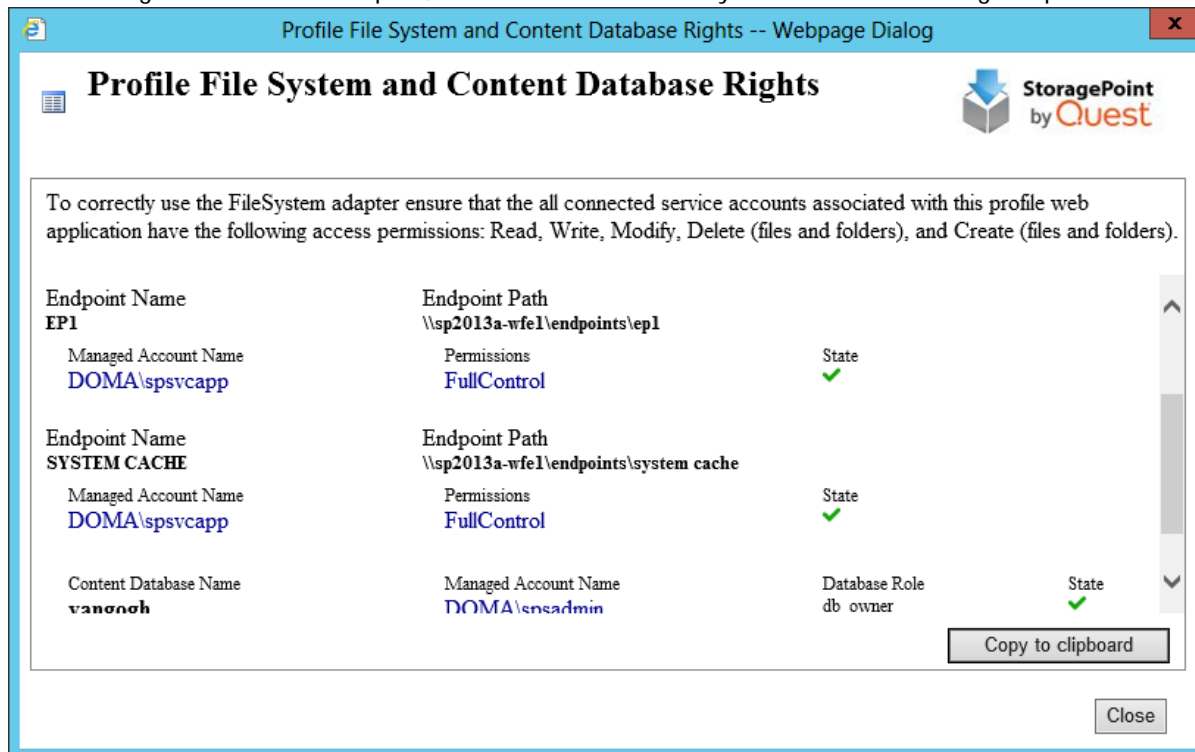 Profile File System and Content Database Rights -- Webpage Dialog
x
Profile File System and Content Database Rights
StoragePoint
by Quest
To correctly use the FileSystem adapter ensure that the all connected service accounts associated with this profile web
application have the following access permissions: Read, Write, Modify, Delete (files and folders), and Create (files and folders).
Endpoint Name Endpoint Path
EP1 \\sp2013a-wfe1\endpoints\ep1
Managed Account Name Permissions State
DOMA\spsvcapp FullControl
Endpoint Name Endpoint Path
SYSTEM CACHE \\sp2013a-wfe1\endpoints\system cache
Managed Account Name Permissions State
DOMA\spsvcapp FullControl
Content Database Name Managed Account Name Database Role State
vangogh DOMA\spsadmin db_owner
Copy to clipboard
Close